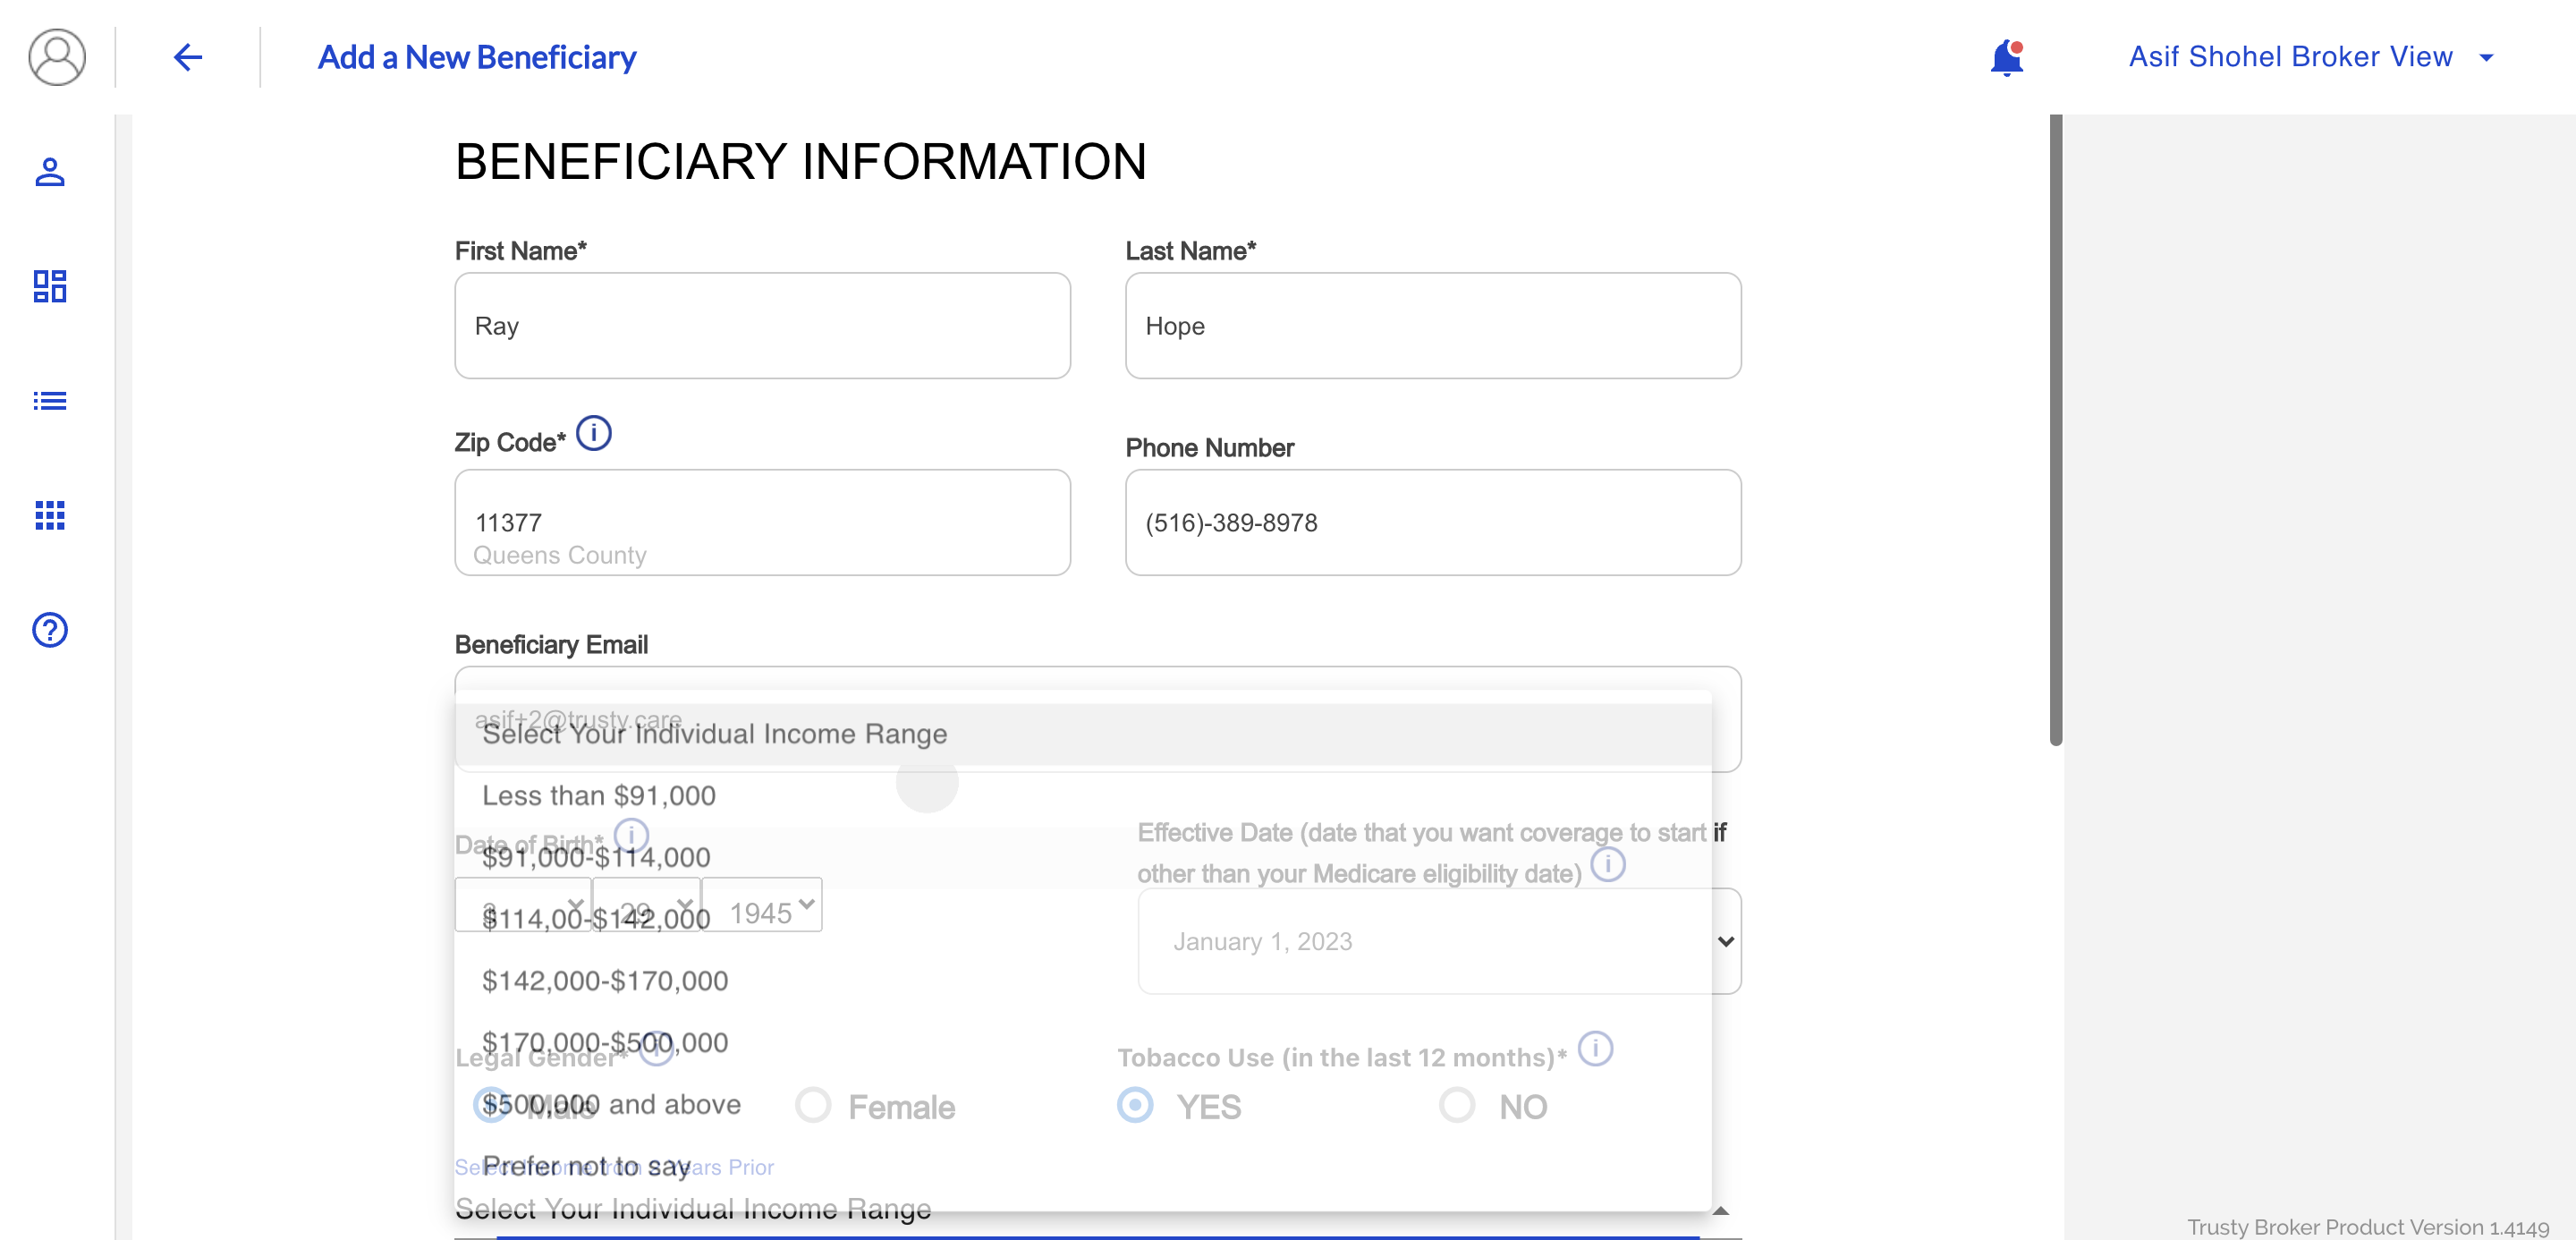 Add a New Beneficiary
Asif Shohel Broker View
BENEFICIARY INFORMATION
First Name*
Last Name*
Ray
Hope
Zip Code*
Phone Number
11377
(516)-389-8978
Queens County
Beneficiary Email
asif+2@trusty.care
Select Your Individual Income Range
Less than $91,000
Effective Date (date that you want coverage to start if
other than your Medicare eligibility date)
Date of Birth*
$91,000-$114,000
29
1945
$114,00-$142,000
January 1, 2023
$142,000-$170,000
$170,000-$500,000
Legal Gender*
Tobacco Use (in the last 12 months)*
Male
$500,000 and above
Female
YES
NO
Prefer not to say
Select Income from 2 Years Prior
Select Your Individual Income Range
Trusty Broker Product Version 1.4149